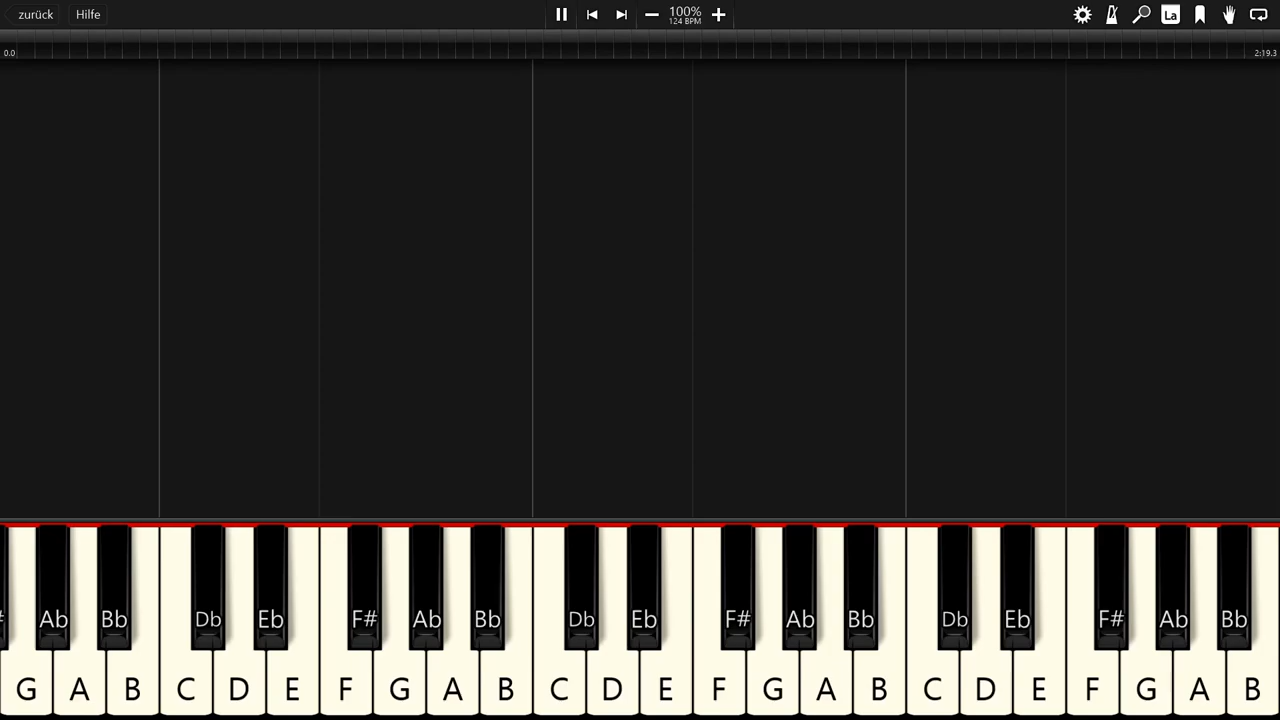 zurück Hilfe 100% La
124 BPM
0.0 2:19.3
Ab Bb Db Eb F# Ab Bb Db Eb F# Ab Bb Db Eb F# Ab Bb
G A B C D E F G A B C D E F G A B C D E F G A B